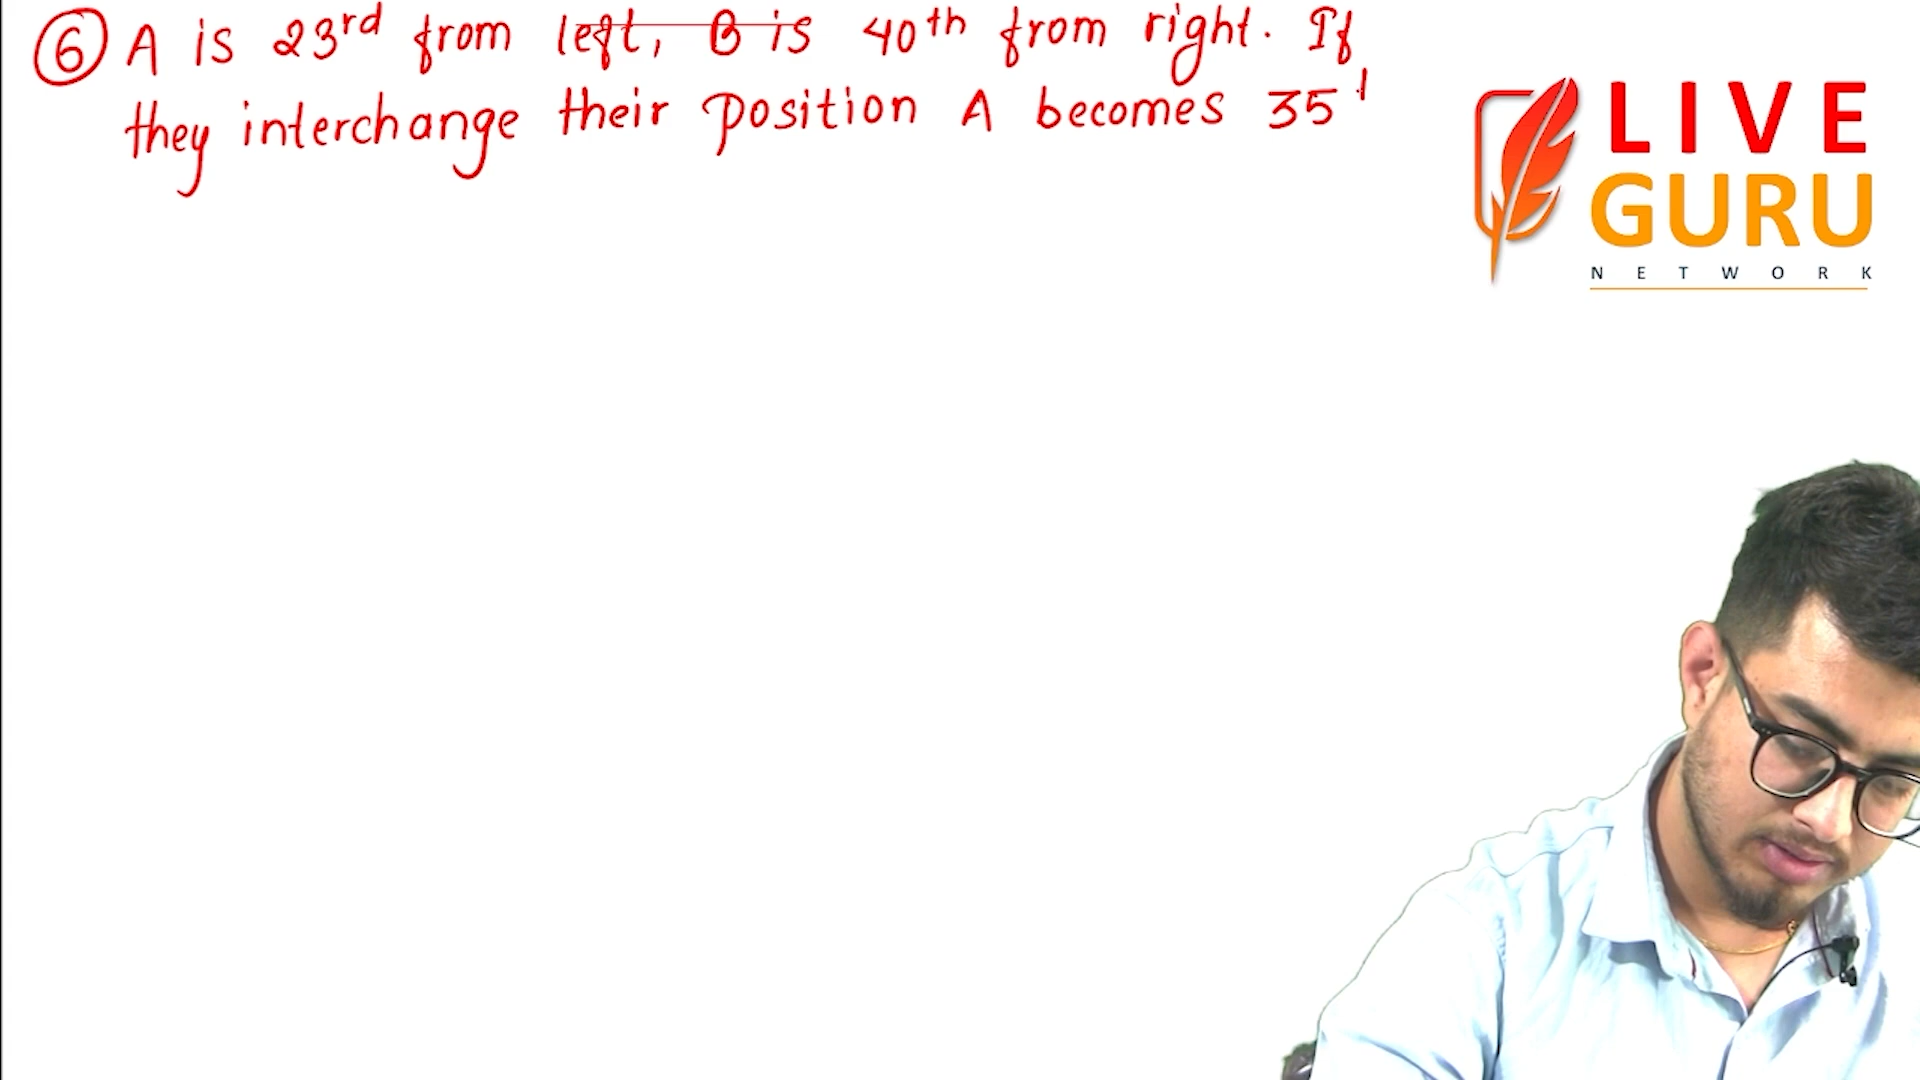 ⑥ A is 23rd from left, B is 40th from right. If
they interchange their position A becomes 35
LIVE
GURU
NETWORK